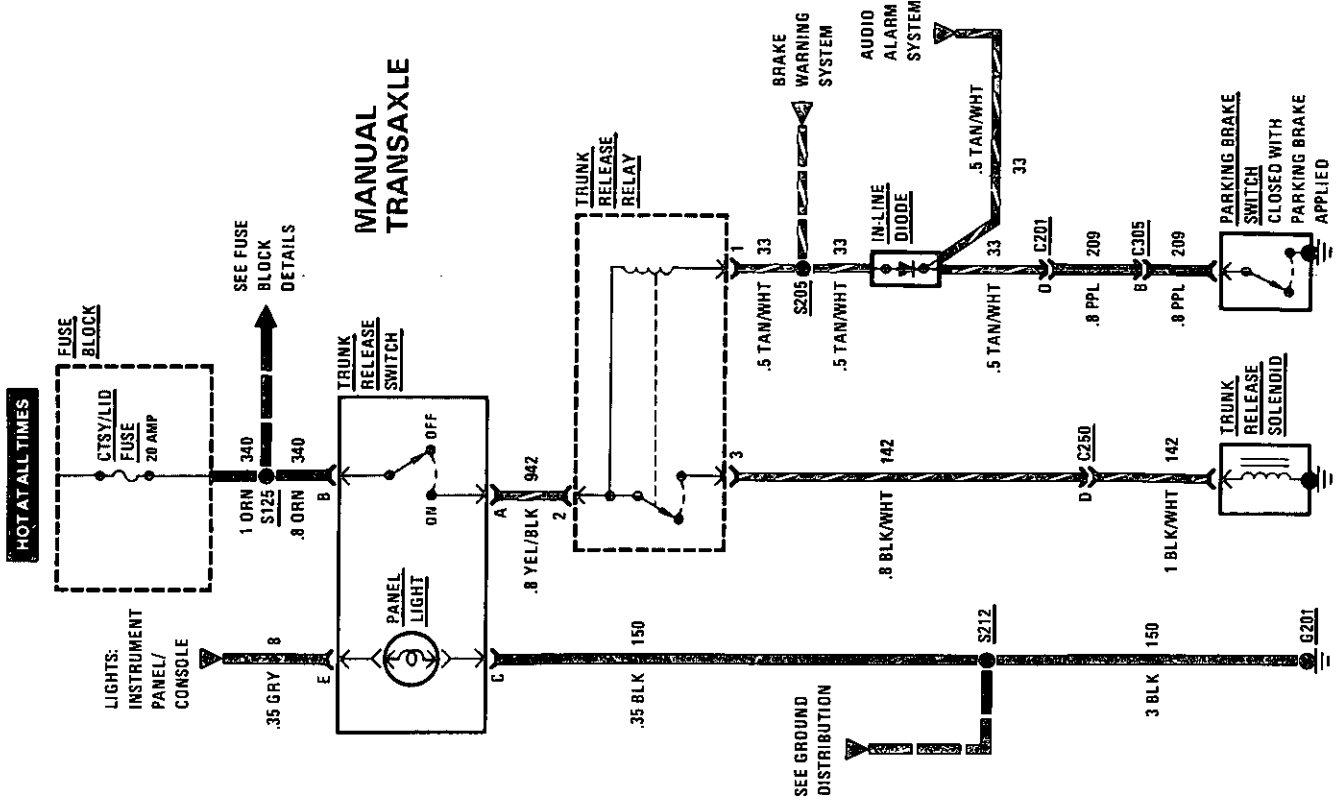 HOT AT ALL TIMES
FUSE
BLOCK
CTSY/LID
FUSE
20 AMP
1 ORN 340
S125
.8 ORN 340
B
SEE FUSE
BLOCK
DETAILS
MANUAL
TRANSAXLE
LIGHTS:
INSTRUMENT
PANEL/
CONSOLE
.35 GRY 8
E
TRUNK
RELEASE
SWITCH
OFF
ON
PANEL
LIGHT
A
C
.8 YEL/BLK 942
2
TRUNK
RELEASE
RELAY
3
1
.5 TAN/WHT 33
S205
BRAKE
WARNING
SYSTEM
.5 TAN/WHT 33
IN-LINE
DIODE
AUDIO
ALARM
SYSTEM
.5 TAN/WHT
33
.5 TAN/WHT 33
D C201
.8 PPL 209
B C305
.8 PPL 209
PARKING BRAKE
SWITCH
CLOSED WITH
PARKING BRAKE
APPLIED
.8 BLK/WHT 142
D C250
1 BLK/WHT 142
TRUNK
RELEASE
SOLENOID
.35 BLK 150
S212
SEE GROUND
DISTRIBUTION
3 BLK 150
G201